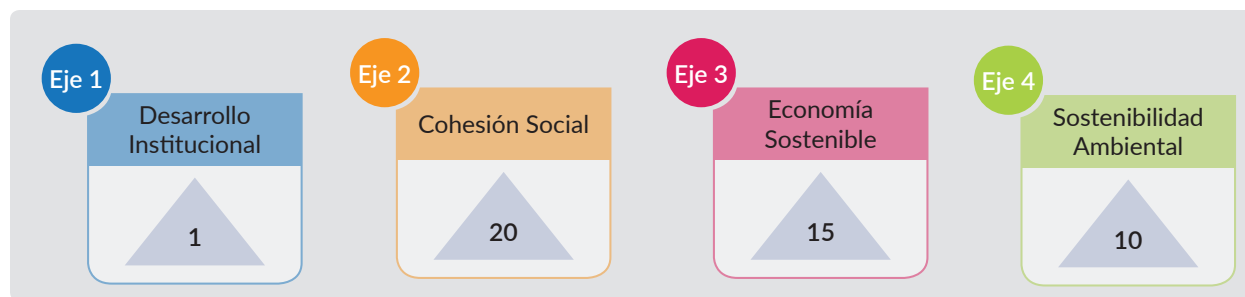 Eje 1
Desarrollo
Institucional
1
Eje 2
Cohesión Social
20
Eje 3
Economía
Sostenible
15
Eje 4
Sostenibilidad
Ambiental
10